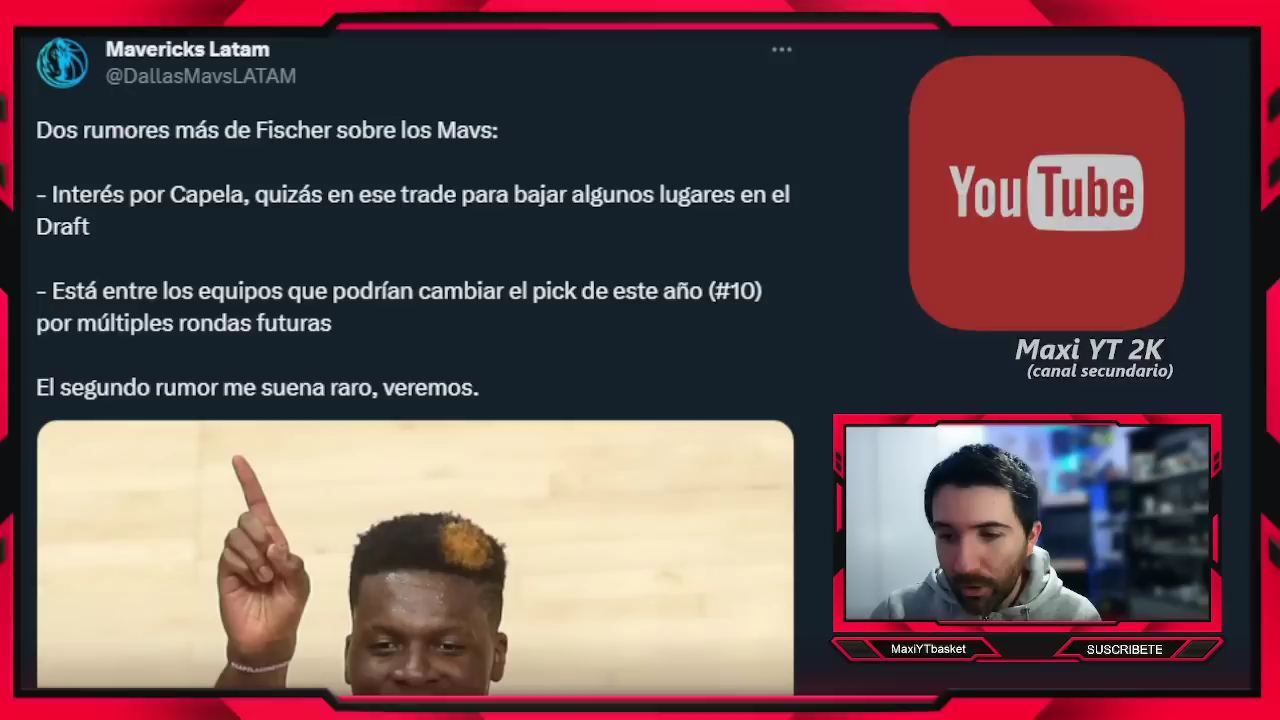 Mavericks Latam
@DallasMavsLATAM
Dos rumores más de Fischer sobre los Mavs:
- Interés por Capela, quizás en ese trade para bajar algunos lugares en el
Draft
- Está entre los equipos que podrían cambiar el pick de este año (#10)
por múltiples rondas futuras
El segundo rumor me suena raro, veremos.
YouTube
Maxi YT 2K
(canal secundario)
MaxiYTbasket
SUSCRIBETE